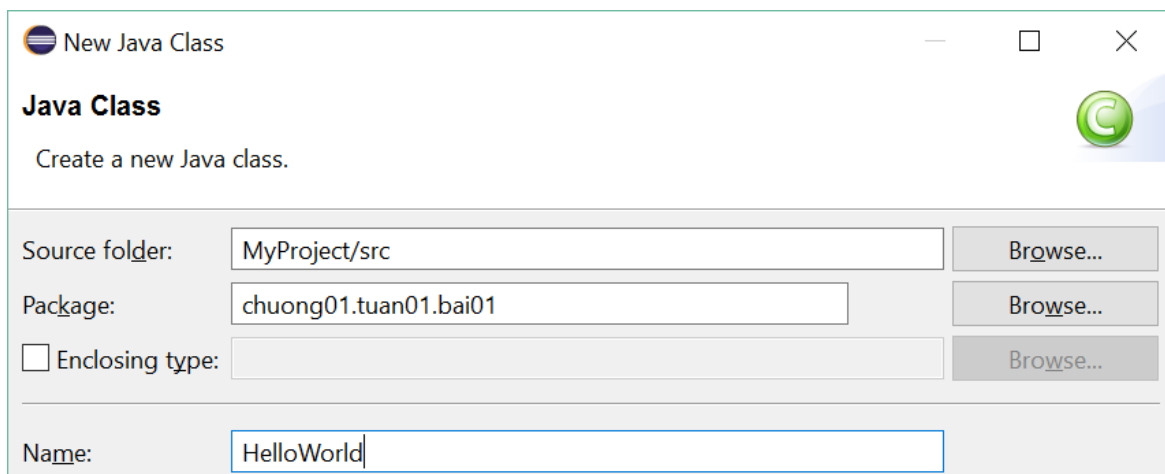 New Java Class
Java Class
C
Create a new Java class.
Source folder: MyProject/src Browse...
Package: chuong01.tuan01.bai01 Browse...
Enclosing type: Browse...
Name: HelloWorld